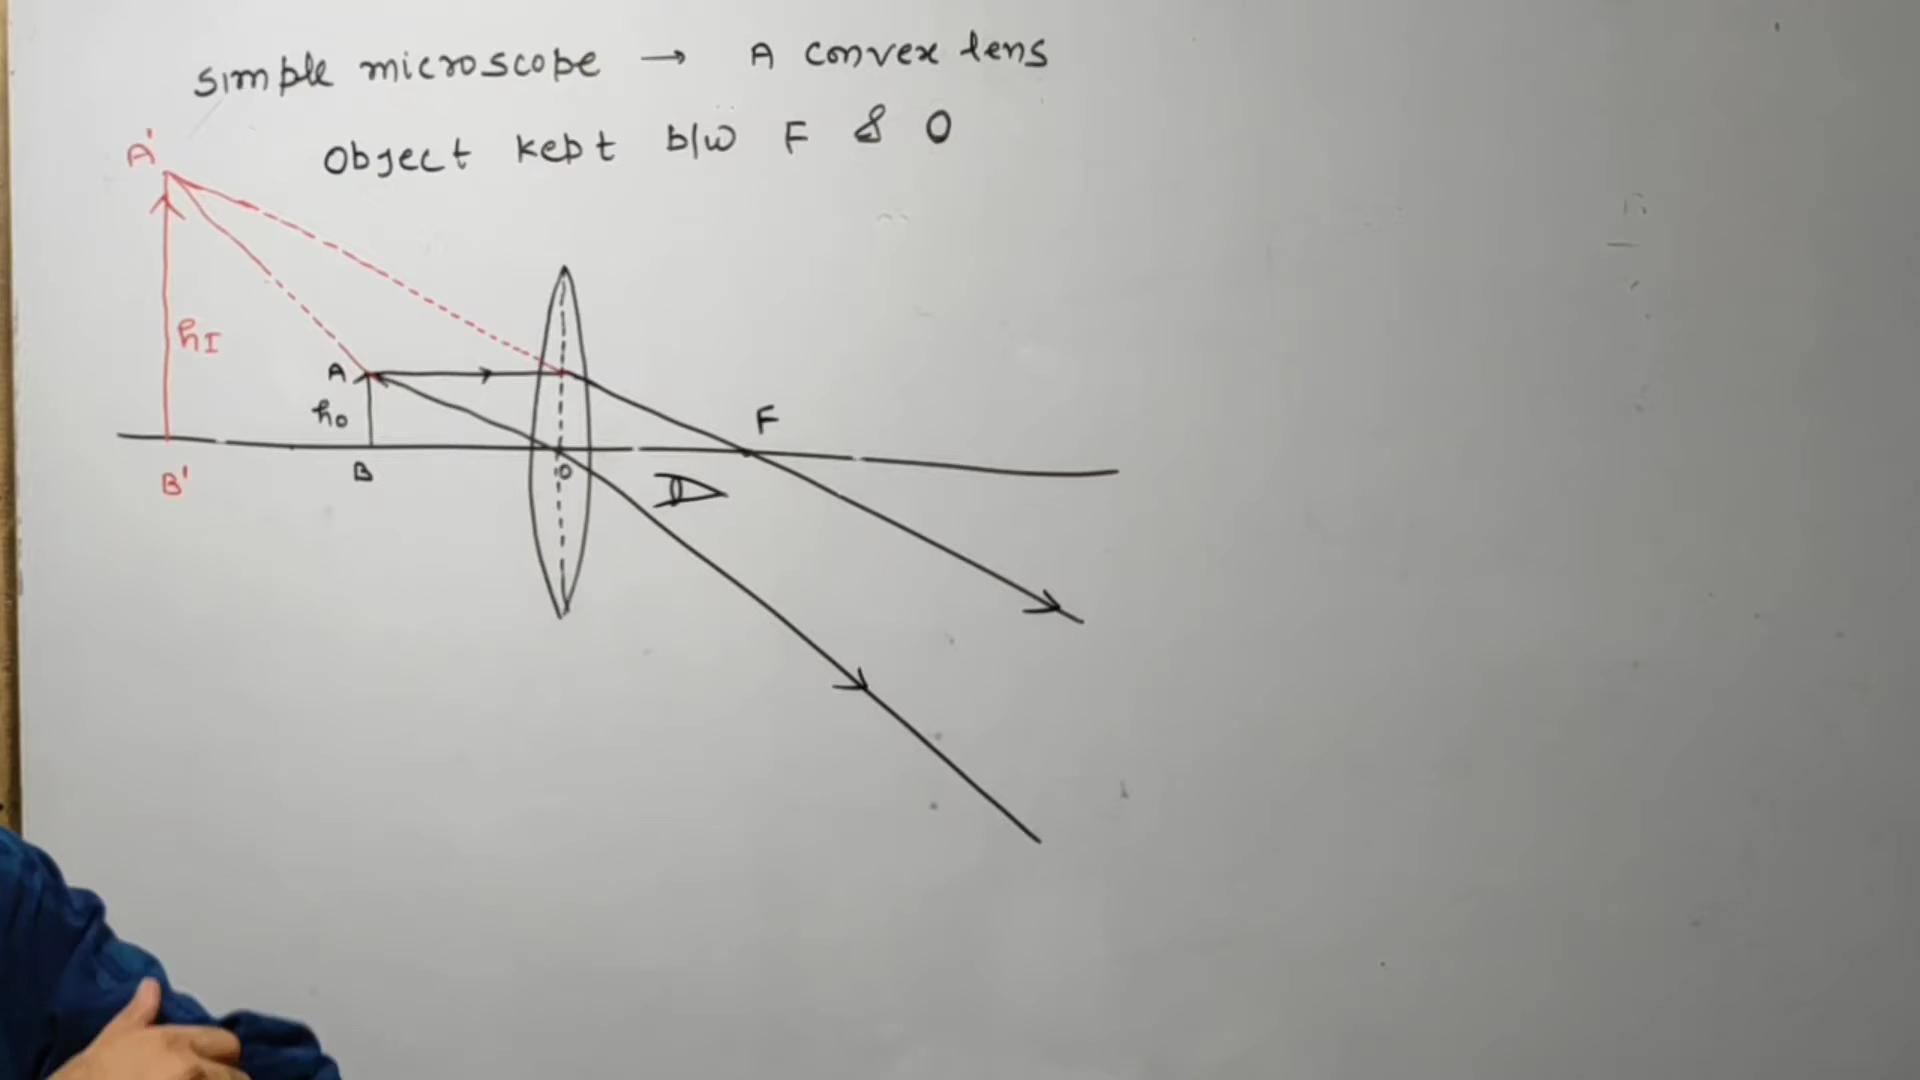 simple microscope → A convex lens
object kept b/w F & O
A'
hI
A
ho
F
B'
B
O